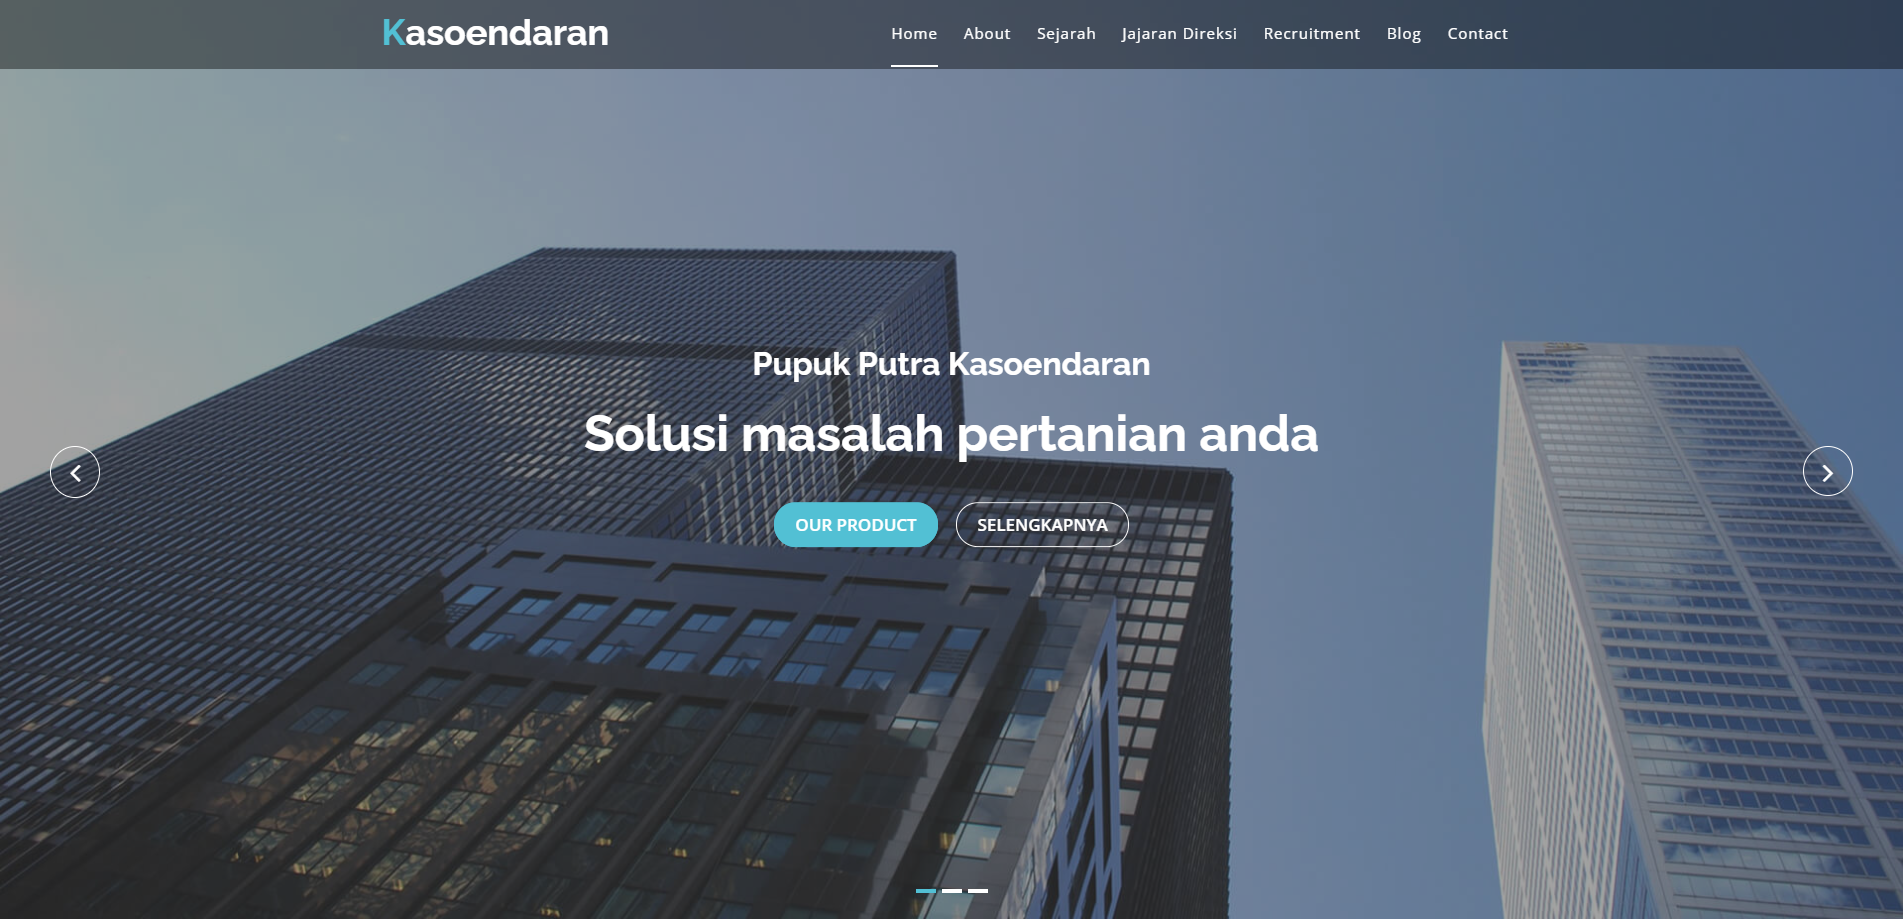 Kasoendaran
Home About Sejarah Jajaran Direksi Recruitment Blog Contact
Pupuk Putra Kasoendaran
Solusi masalah pertanian anda
OUR PRODUCT SELENGKAPNYA